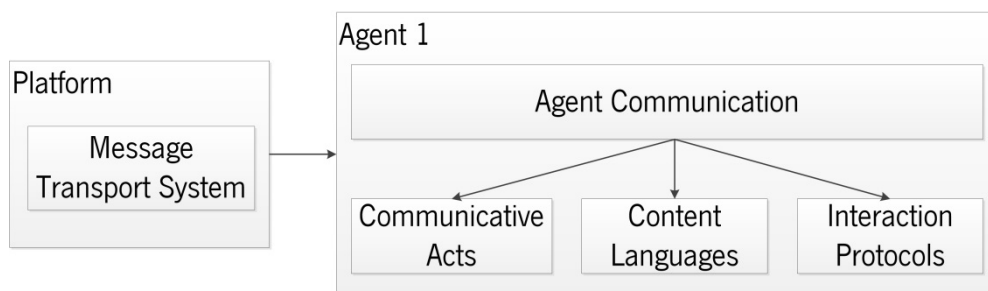 Platform
Message
Transport System
Agent 1
Agent Communication
Communicative
Acts
Content
Languages
Interaction
Protocols